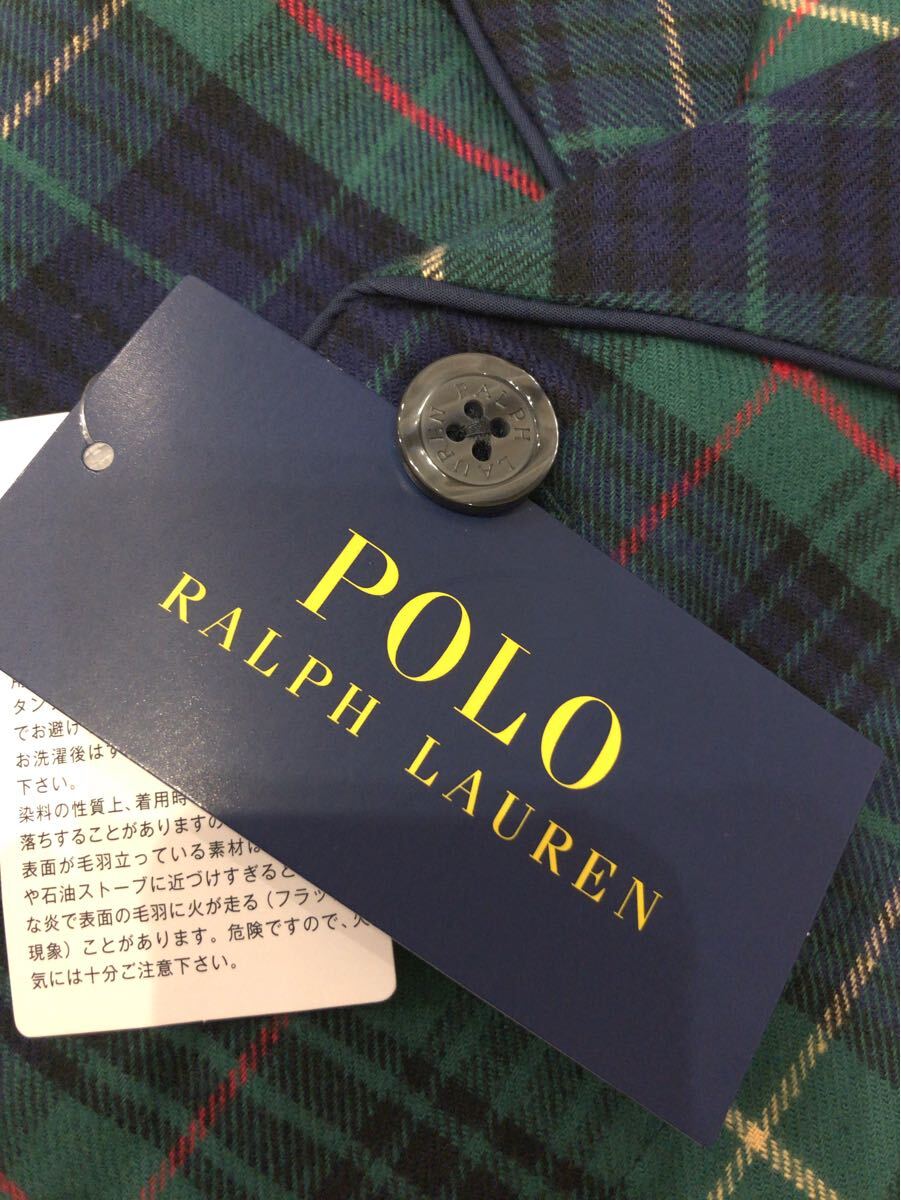 RALPH LAUREN
POLO
RALPH LAUREN
タン
でお避け
お洗濯後は
下さい。
染料の性質上、着用時
落ちすることがありますの
表面が毛羽立っている素材は
や石油ストーブに近づけすぎると
な炎で表面の毛羽に火が走る（フラッ
現象）ことがあります。危険ですので、火
気には十分ご注意下さい。